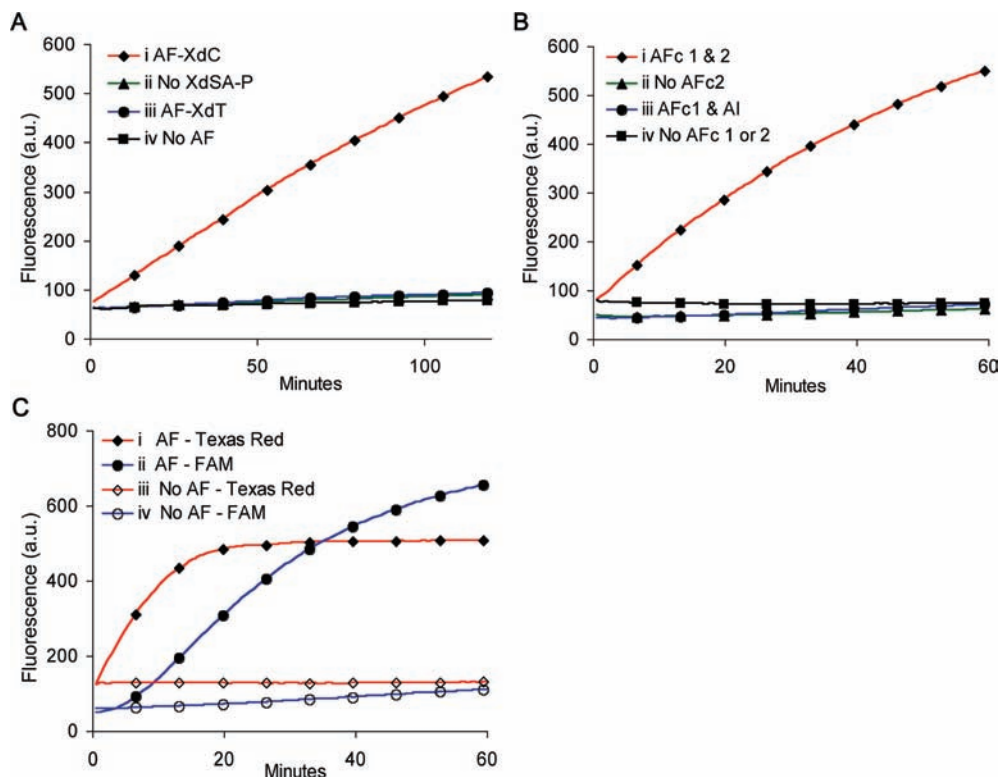 A
i AF-XdC
ii No XdSA-P
iii AF-XdT
iv No AF
600
500
400
300
200
100
0
Fluorescence (a.u.)
0 50 100
Minutes
B
i AFc 1 & 2
ii No AFc2
iii AFc1 & AI
iv No AFc 1 or 2
600
500
400
300
200
100
0
Fluorescence (a.u.)
0 20 40 60
Minutes
C
i AF - Texas Red
ii AF - FAM
iii No AF - Texas Red
iv No AF - FAM
800
600
400
200
0
Fluorescence (a.u.)
0 20 40 60
Minutes